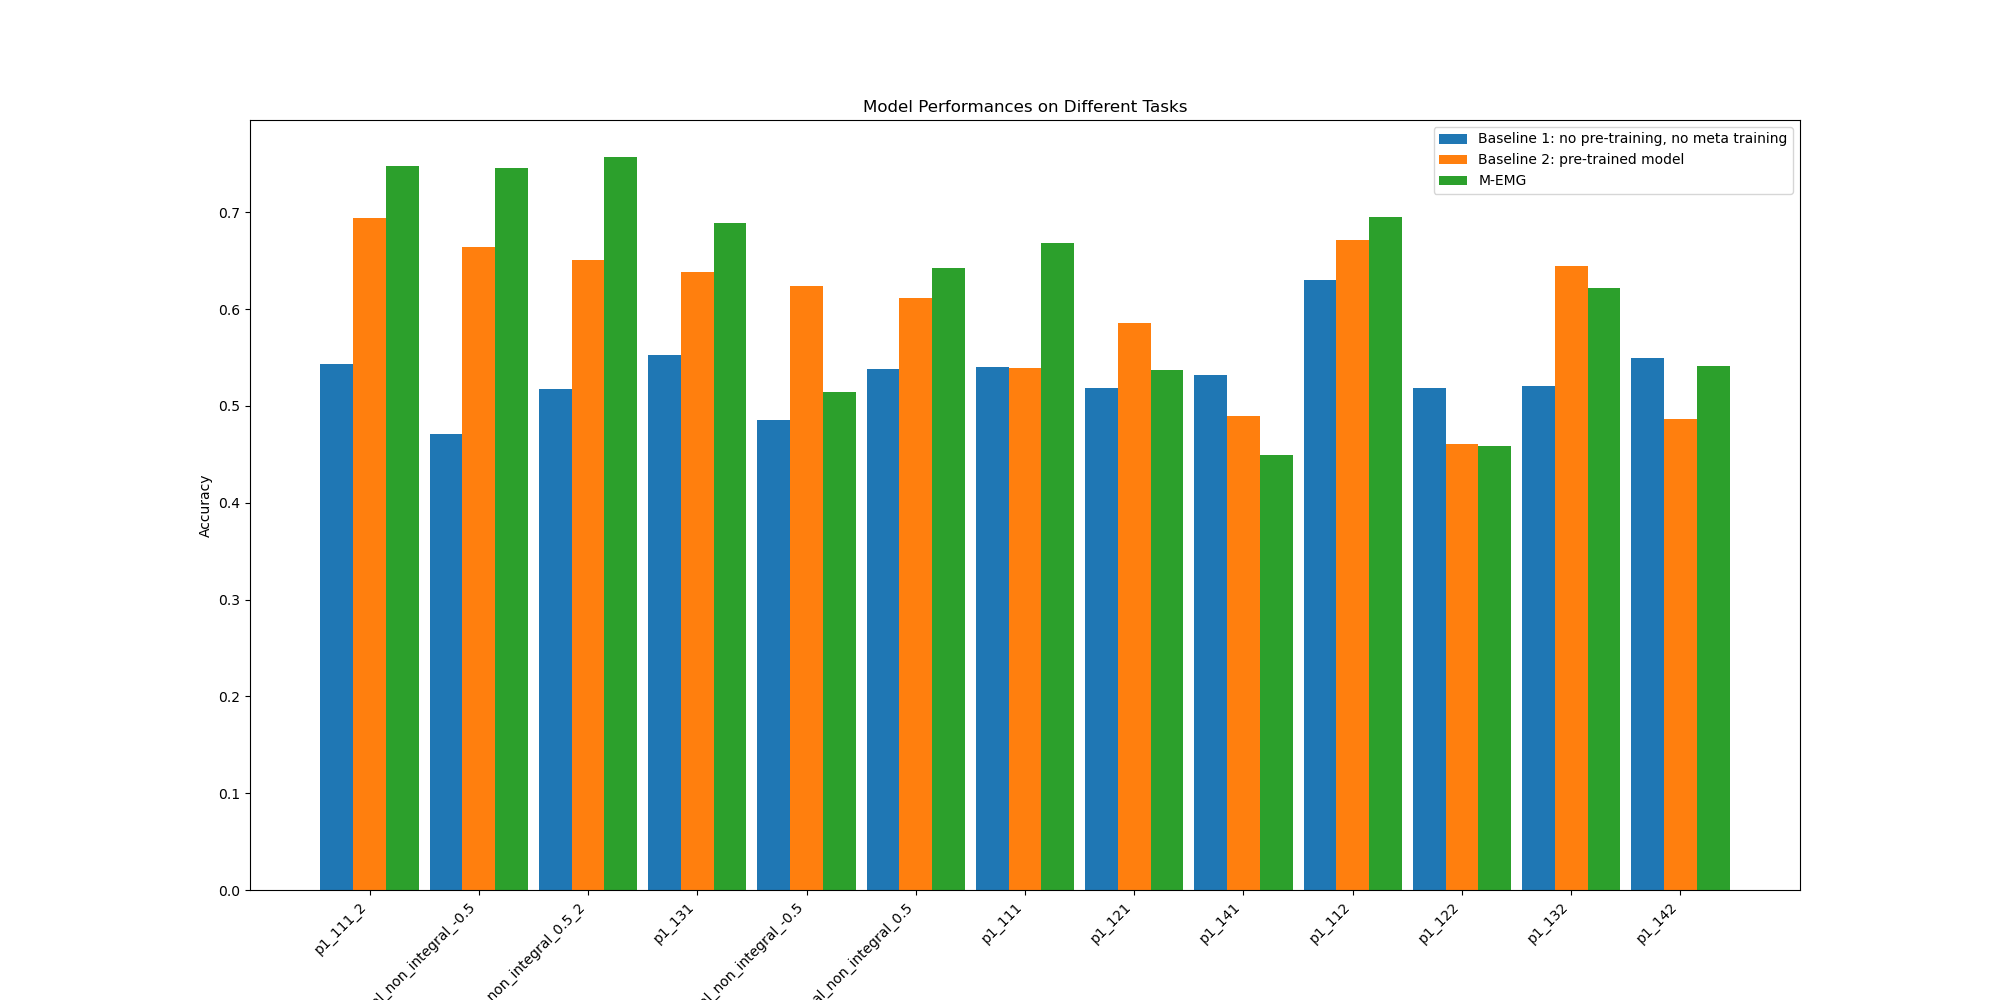 Model Performances on Different Tasks
Baseline 1: no pre-training, no meta training
Baseline 2: pre-trained model
M-EMG
Accuracy
0.7
0.6
0.5
0.4
0.3
0.2
0.1
0.0
p1_111_2
al_non_integral_-0.5
non_integral_0.5_2
p1_131
al_non_integral_-0.5
al_non_integral_0.5
p1_111
p1_121
p1_141
p1_112
p1_122
p1_132
p1_142